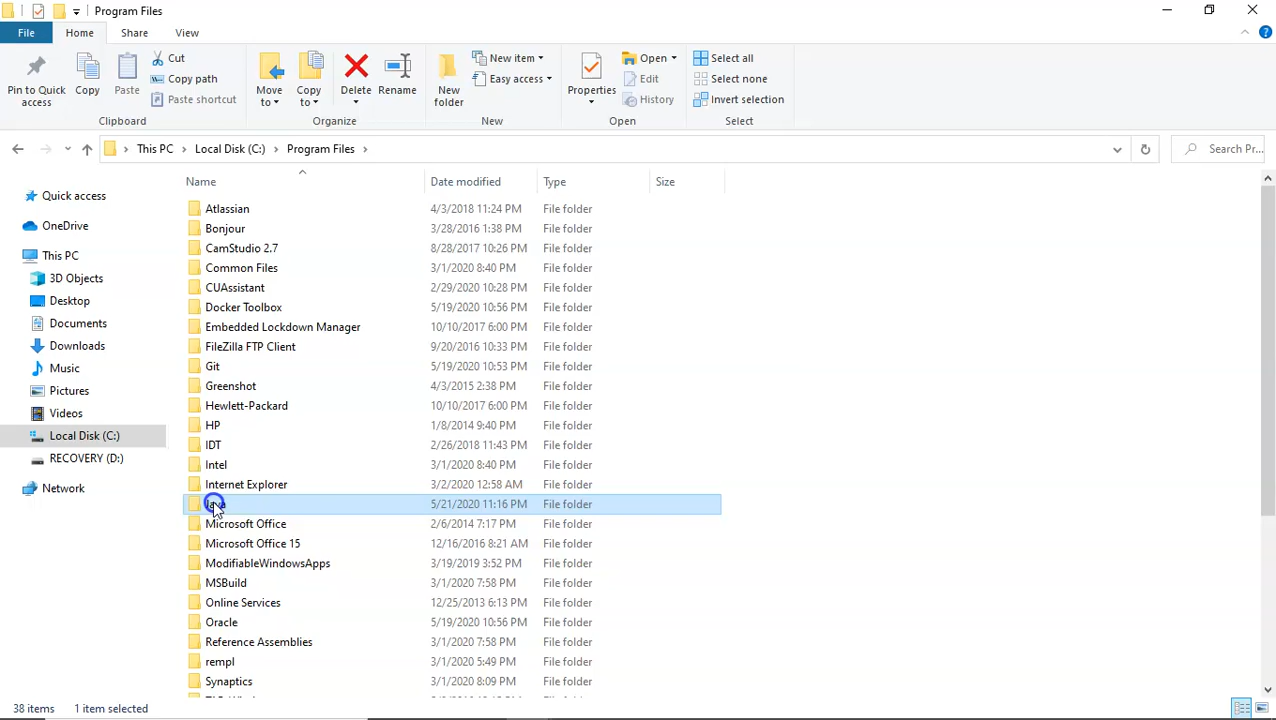 Program Files
File Home Share View
Pin to Quick access
Copy
Paste
Cut
Copy path
Paste shortcut
Clipboard
Move to
Copy to
Delete
Rename
Organize
New folder
New item
Easy access
New
Properties
Open
Edit
History
Open
Select all
Select none
Invert selection
Select
This PC Local Disk (C:) Program Files
Search Pr...
Name Date modified Type Size
Quick access
OneDrive
This PC
3D Objects
Desktop
Documents
Downloads
Music
Pictures
Videos
Local Disk (C:)
RECOVERY (D:)
Network
Atlassian 4/3/2018 11:24 PM File folder
Bonjour 3/28/2016 1:38 PM File folder
CamStudio 2.7 8/28/2017 10:26 PM File folder
Common Files 3/1/2020 8:40 PM File folder
CUAssistant 2/29/2020 10:28 PM File folder
Docker Toolbox 5/19/2020 10:56 PM File folder
Embedded Lockdown Manager 10/10/2017 6:00 PM File folder
FileZilla FTP Client 9/20/2016 10:33 PM File folder
Git 5/19/2020 10:53 PM File folder
Greenshot 4/3/2015 2:38 PM File folder
Hewlett-Packard 10/10/2017 6:00 PM File folder
HP 1/8/2014 9:40 PM File folder
IDT 2/26/2018 11:43 PM File folder
Intel 3/1/2020 8:40 PM File folder
Internet Explorer 3/2/2020 12:58 AM File folder
Java 5/21/2020 11:16 PM File folder
Microsoft Office 2/6/2014 7:17 PM File folder
Microsoft Office 15 12/16/2016 8:21 AM File folder
ModifiableWindowsApps 3/19/2019 3:52 PM File folder
MSBuild 3/1/2020 7:58 PM File folder
Online Services 12/25/2013 6:13 PM File folder
Oracle 5/19/2020 10:56 PM File folder
Reference Assemblies 3/1/2020 7:58 PM File folder
rempl 3/1/2020 5:49 PM File folder
Synaptics 3/1/2020 8:09 PM File folder
38 items 1 item selected